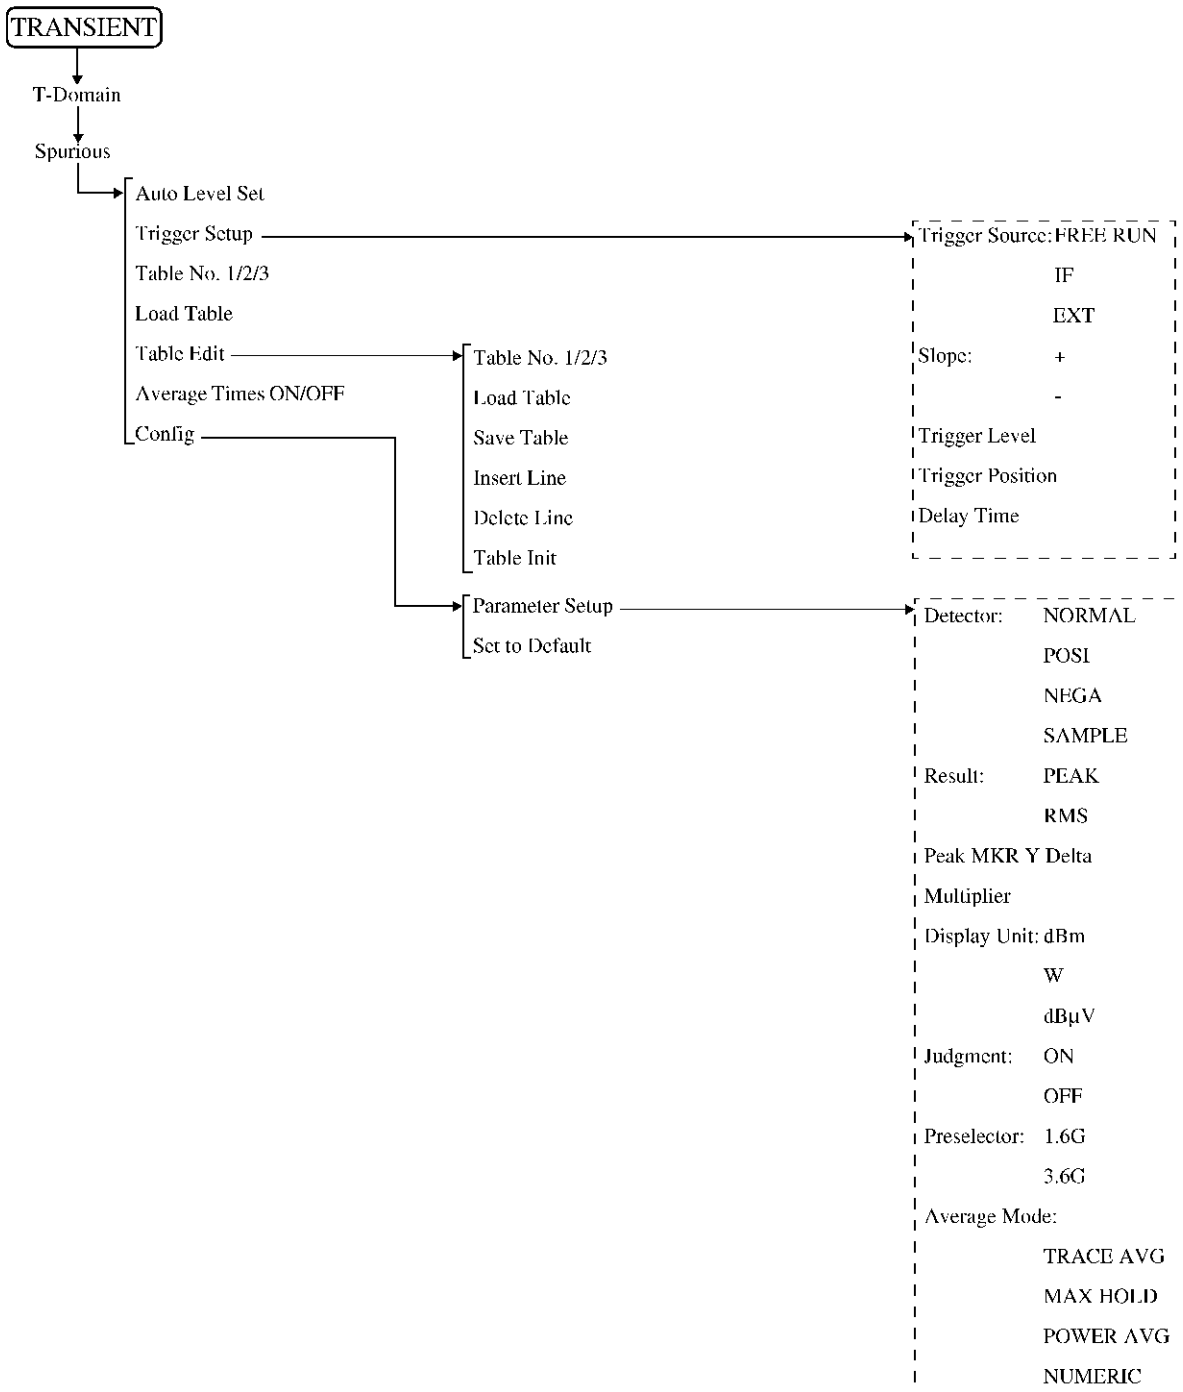 TRANSIENT
T-Domain
Spurious
Auto Level Set
Trigger Setup
Table No. 1/2/3
Load Table
Table Edit
Average Times ON/OFF
Config
Table No. 1/2/3
Load Table
Save Table
Insert Line
Delete Line
Table Init
Parameter Setup
Set to Default
Trigger Source: FREE RUN
IF
EXT
Slope: +
-
Trigger Level
Trigger Position
Delay Time
Detector: NORMAL
POSI
NEGA
SAMPLE
Result: PEAK
RMS
Peak MKR Y Delta
Multiplier
Display Unit: dBm
W
dBµV
Judgment: ON
OFF
Preselector: 1.6G
3.6G
Average Mode:
TRACE AVG
MAX HOLD
POWER AVG
NUMERIC